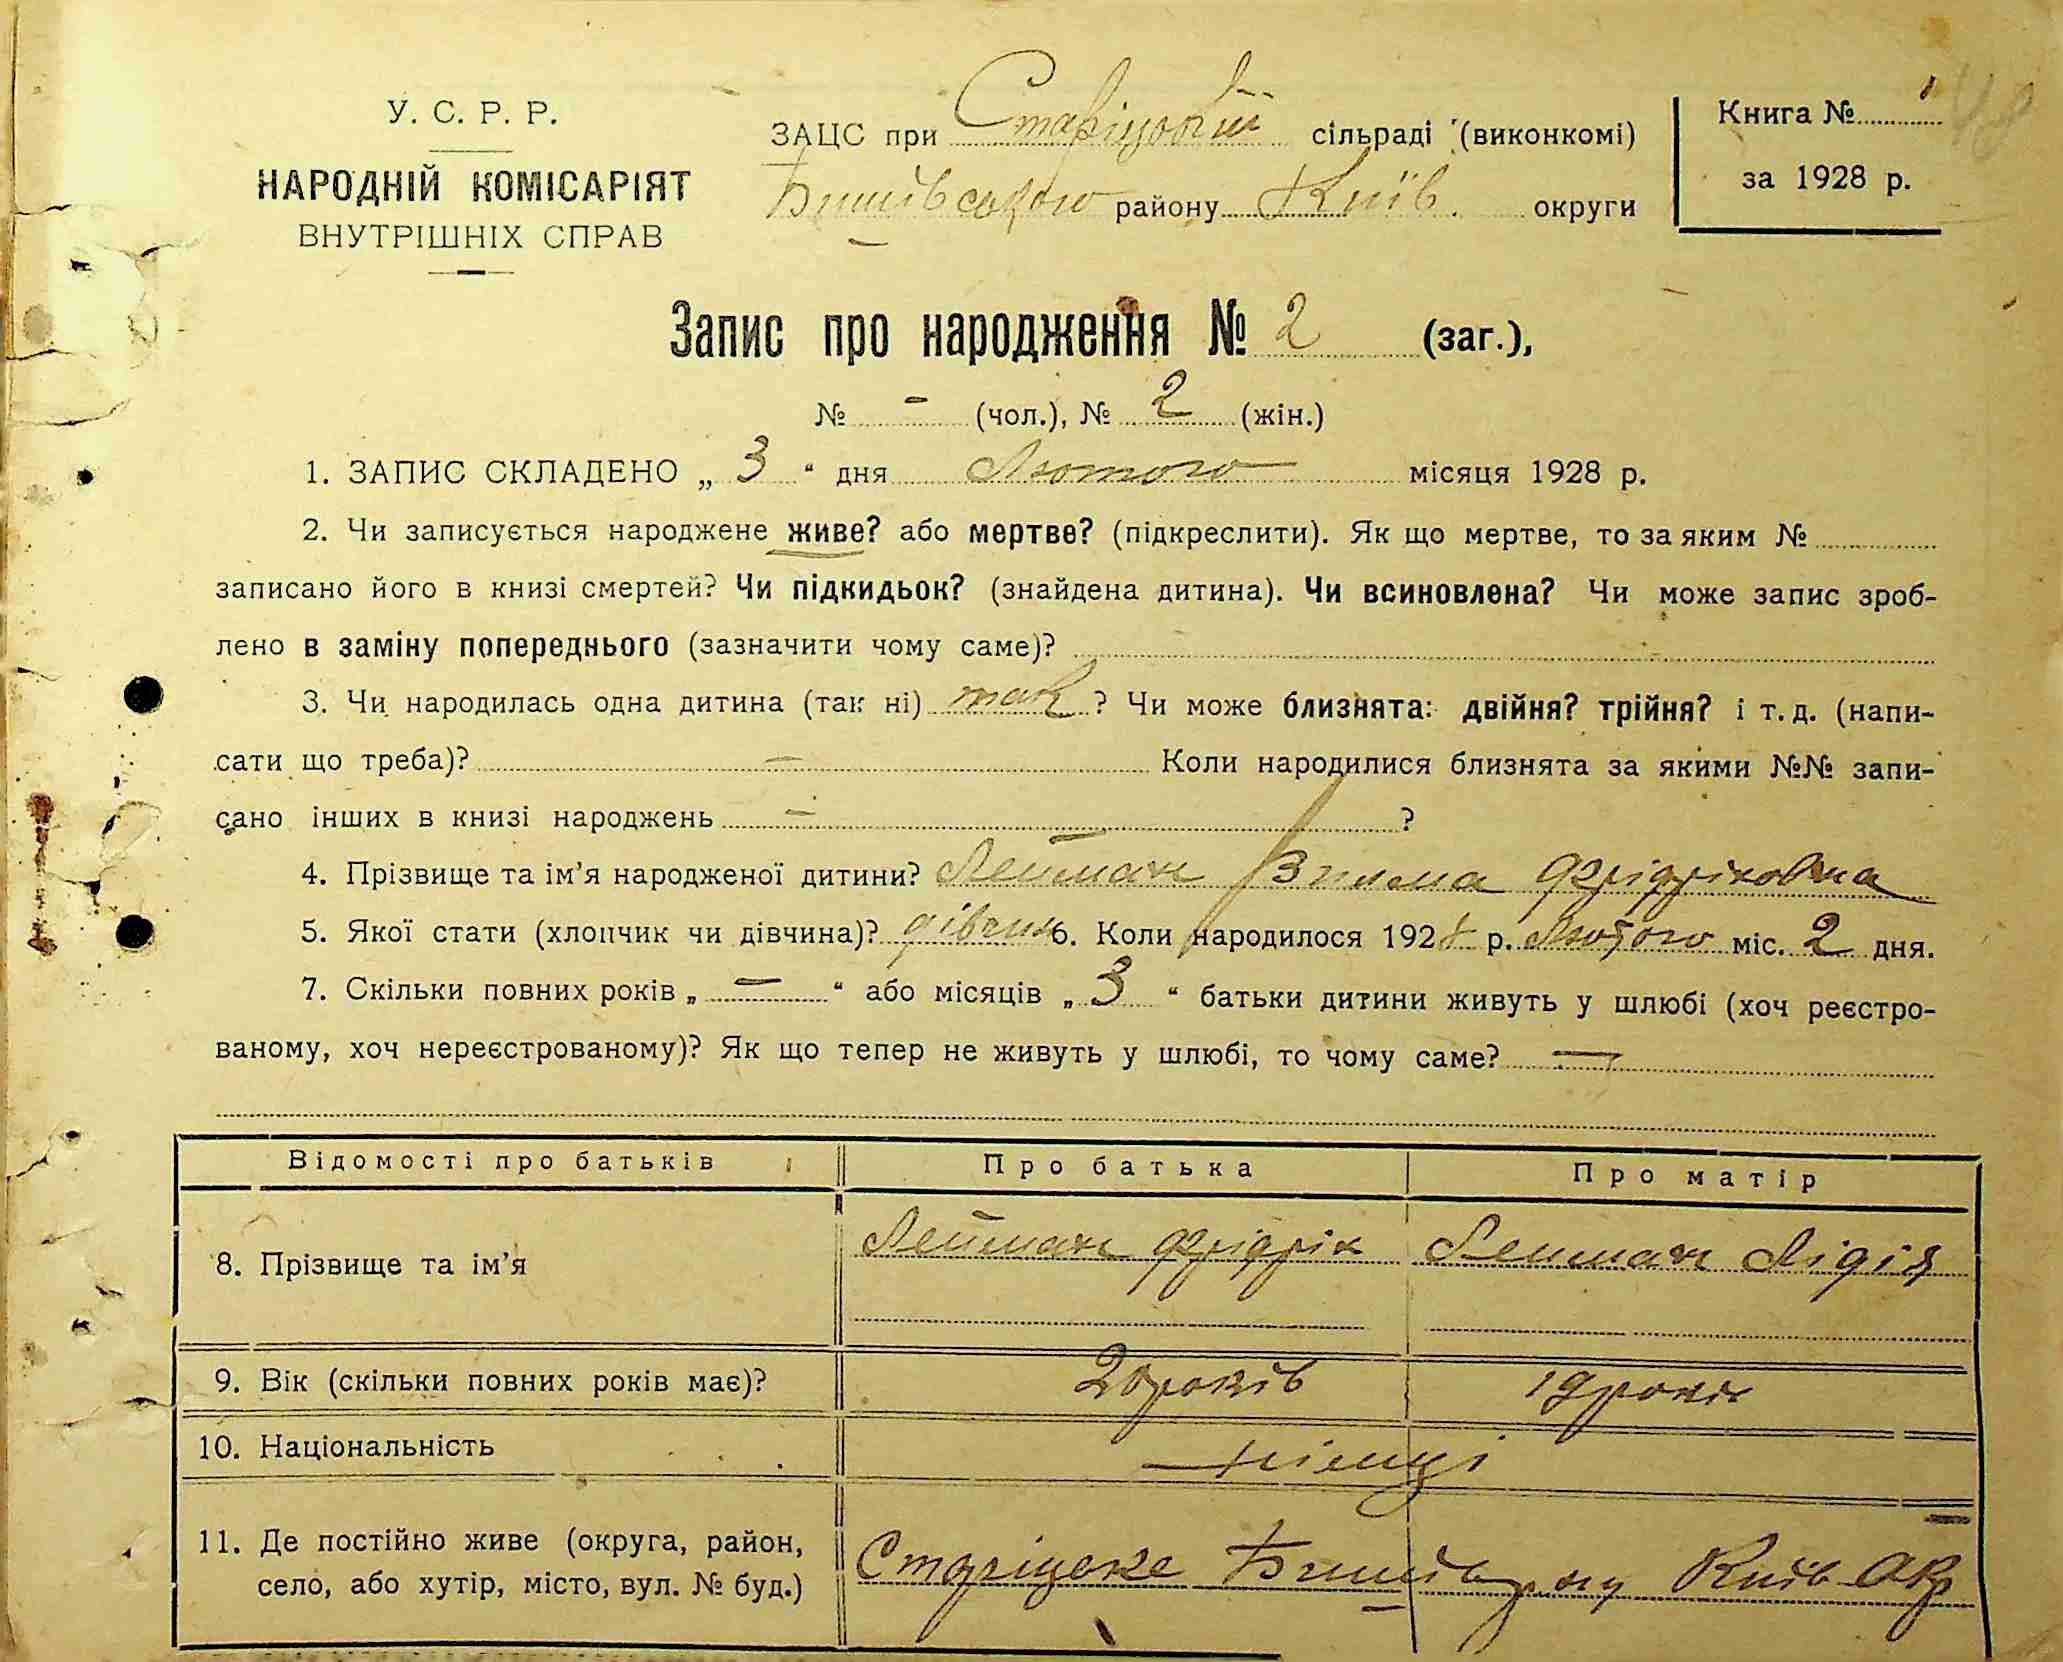 У. С. Р. Р.
НАРОДНІЙ КОМІСАРІЯТ
ВНУТРІШНІХ СПРАВ
ЗАЦС при Старіцькій сільраді (виконкомі)
Бишівського району Київ. округи
Книга № 1
за 1928 р.
48
Запис про народження № 2 (заг.),
№ - (чол.), № 2 (жін.)
1. ЗАПИС СКЛАДЕНО „ 3 “ дня Лютого місяця 1928 р.
2. Чи записується народжене живе? або мертве? (підкреслити). Як що мертве, то за яким №
записано його в книзі смертей? Чи підкидьок? (знайдена дитина). Чи всиновлена? Чи може запис зроб-
лено в заміну попереднього (зазначити чому саме)?
3. Чи народилась одна дитина (так ні) так ? Чи може близнята: двійня? трійня? і т. д. (напи-
сати що треба)? — Коли народилися близнята за якими №№ запи-
сано інших в книзі народжень — ?
4. Прізвище та ім’я народженої дитини? Лейман Вильма Фрідріховна
5. Якої стати (хлопчик чи дівчина)? дівчин 6. Коли народилося 1928 р. Лютого міс. 2 дня.
7. Скільки повних років „ — “ або місяців „ 3 “ батьки дитини живуть у шлюбі (хоч реєстро-
ваному, хоч нереєстрованому)? Як що тепер не живуть у шлюбі, то чому саме? —
Відомості про батьків Про батька Про матір
8. Прізвище та ім’я Лейман Фрідріх Лейман Лідія
9. Вік (скільки повних років має)? 20 років 19 років
10. Національність німці
11. Де постійно живе (округа, район,
село, або хутір, місто, вул. № буд.) Старіцьке Бишів району Київ окр